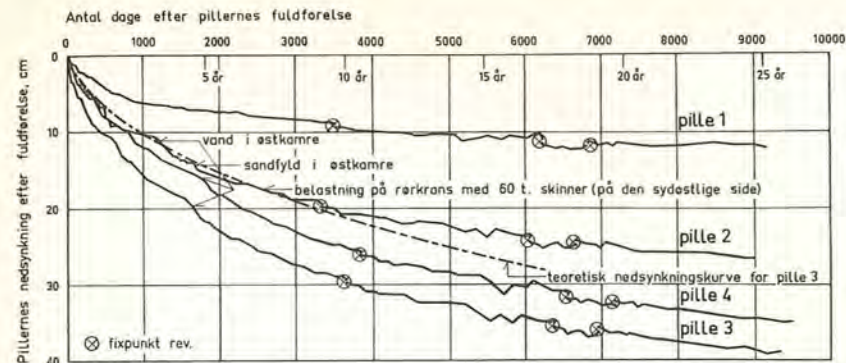 Antal dage efter pillernes fuldførelse
0 1000 2000 3000 4000 5000 6000 7000 8000 9000 10000
5 år 10 år 15 år 20 år 25 år
Pillernes nedsynkning efter fuldførelse, cm
0
10
20
30
40
pille 1
vand i østkamre
sandfyld i østkamre
belastning på rørkrans med 60 t. skinner (på den sydøstlige side)
pille 2
teoretisk nedsynkningskurve for pille 3
pille 4
pille 3
fixpunkt rev.